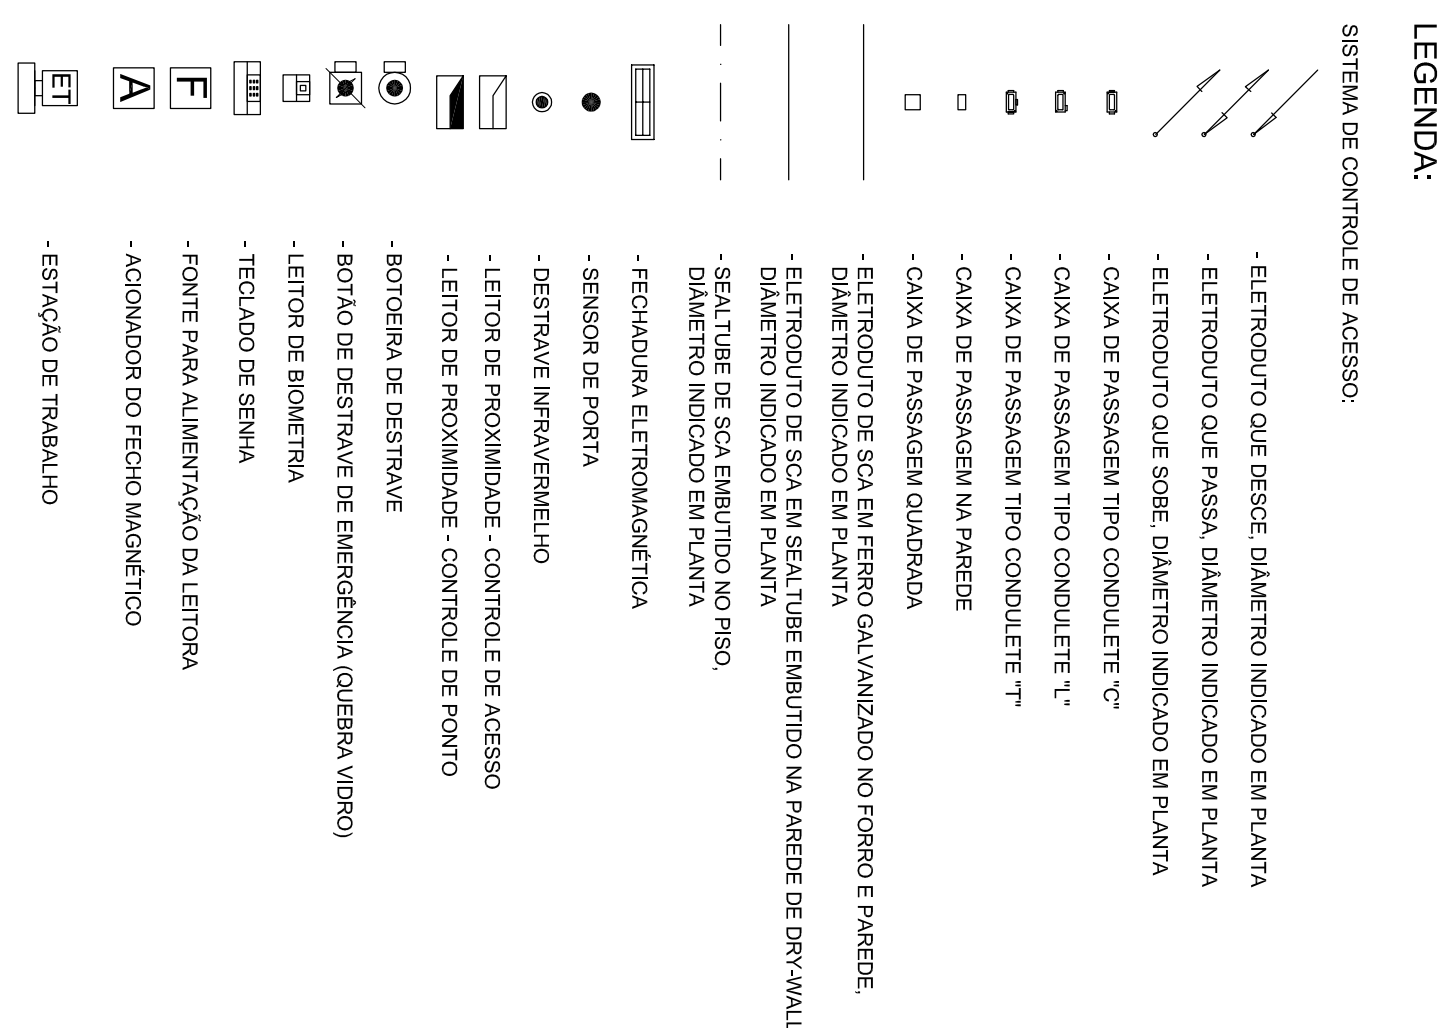 LEGENDA:
SISTEMA DE CONTROLE DE ACESSO:
- ELETRODUTO QUE DESCE, DIÂMETRO INDICADO EM PLANTA
- ELETRODUTO QUE PASSA, DIÂMETRO INDICADO EM PLANTA
- ELETRODUTO QUE SOBE, DIÂMETRO INDICADO EM PLANTA
- CAIXA DE PASSAGEM TIPO CONDULETE "C"
- CAIXA DE PASSAGEM TIPO CONDULETE "L"
- CAIXA DE PASSAGEM TIPO CONDULETE "T"
- CAIXA DE PASSAGEM NA PAREDE
- CAIXA DE PASSAGEM QUADRADA
- ELETRODUTO DE SCA EM FERRO GALVANIZADO NO FORRO E PAREDE,
DIÂMETRO INDICADO EM PLANTA
- ELETRODUTO DE SCA EM SEALTUBE EMBUTIDO NA PAREDE DE DRY-WALL
DIÂMETRO INDICADO EM PLANTA
- SEALTUBE DE SCA EMBUTIDO NO PISO,
DIÂMETRO INDICADO EM PLANTA
- FECHADURA ELETROMAGNÉTICA
- SENSOR DE PORTA
- DESTRAVE INFRAVERMELHO
- LEITOR DE PROXIMIDADE - CONTROLE DE ACESSO
- LEITOR DE PROXIMIDADE - CONTROLE DE PONTO
- BOTOEIRA DE DESTRAVE
- BOTÃO DE DESTRAVE DE EMERGÊNCIA (QUEBRA VIDRO)
- LEITOR DE BIOMETRIA
- TECLADO DE SENHA
F - FONTE PARA ALIMENTAÇÃO DA LEITORA
A - ACIONADOR DO FECHO MAGNÉTICO
ET - ESTAÇÃO DE TRABALHO